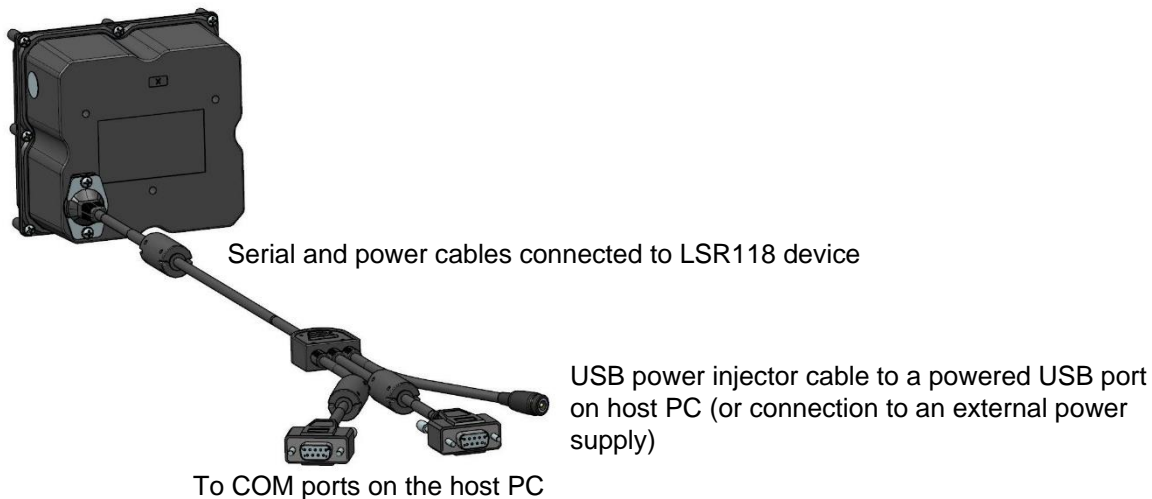 Serial and power cables connected to LSR118 device
USB power injector cable to a powered USB port
on host PC (or connection to an external power
supply)
To COM ports on the host PC